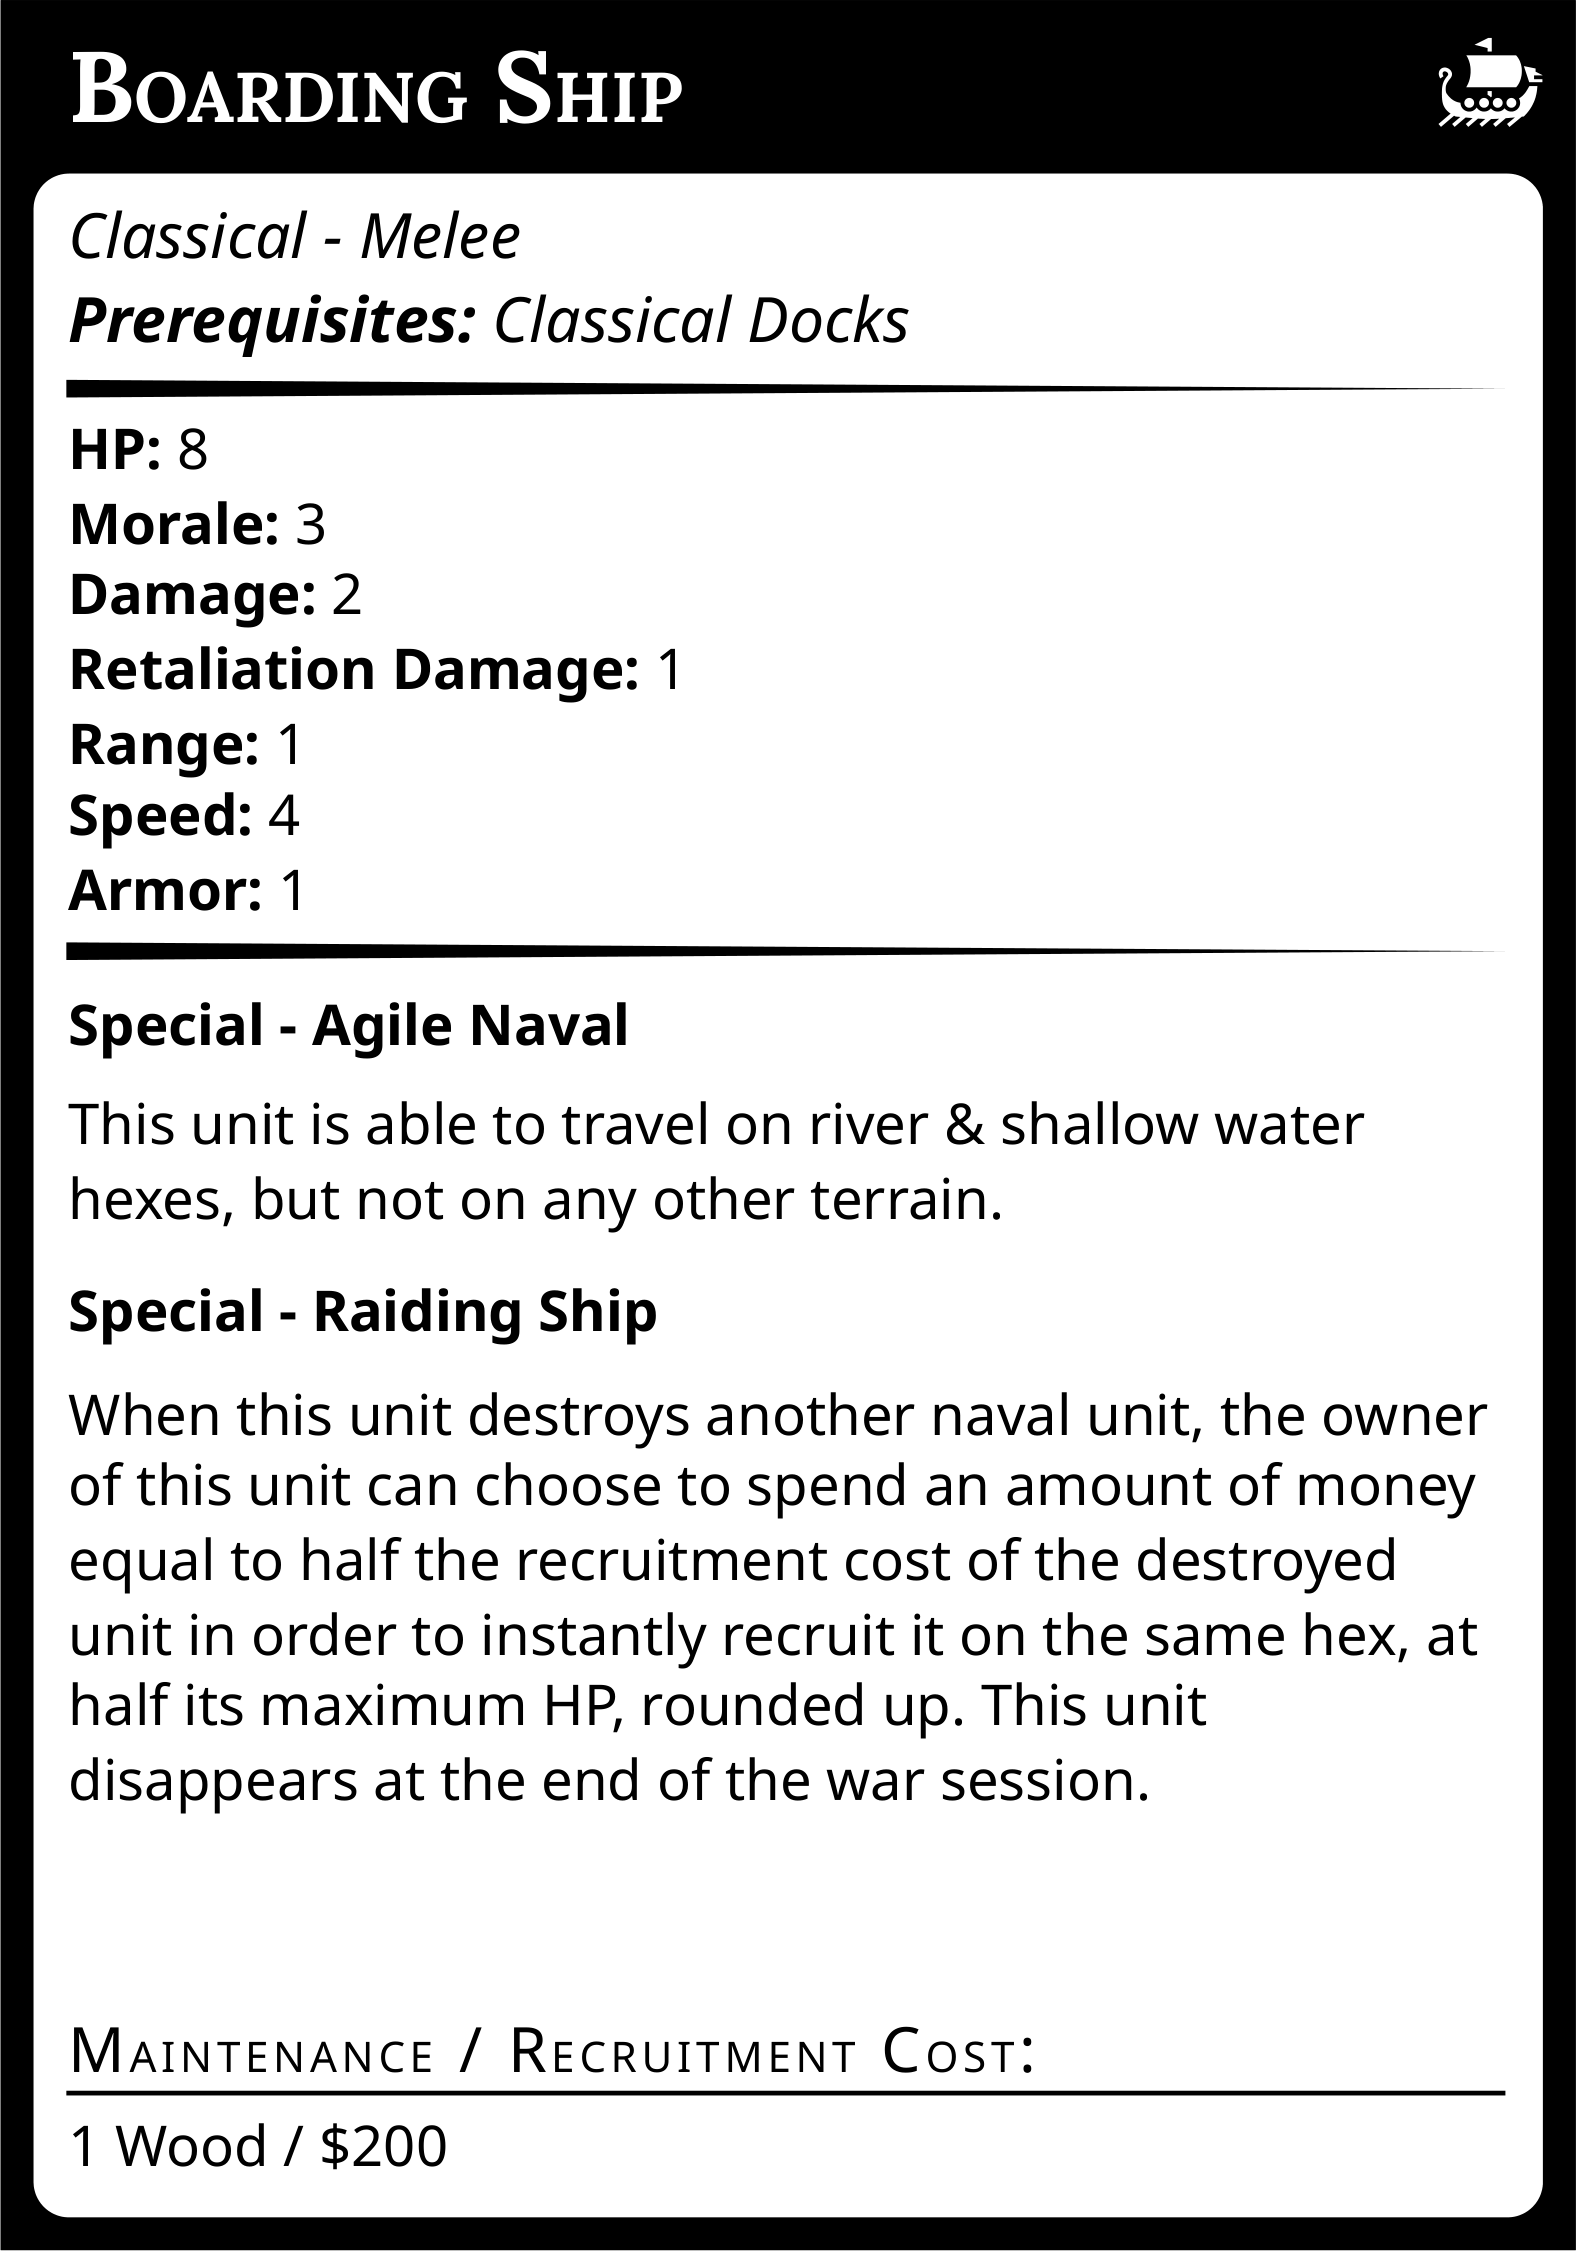 Boarding Ship
Classical - Melee
Prerequisites: Classical Docks
HP: 8
Morale: 3
Damage: 2
Retaliation Damage: 1
Range: 1
Speed: 4
Armor: 1
Special - Agile Naval
This unit is able to travel on river & shallow water
hexes, but not on any other terrain.
Special - Raiding Ship
When this unit destroys another naval unit, the owner
of this unit can choose to spend an amount of money
equal to half the recruitment cost of the destroyed
unit in order to instantly recruit it on the same hex, at
half its maximum HP, rounded up. This unit
disappears at the end of the war session.
Maintenance / Recruitment Cost:
1 Wood / $200